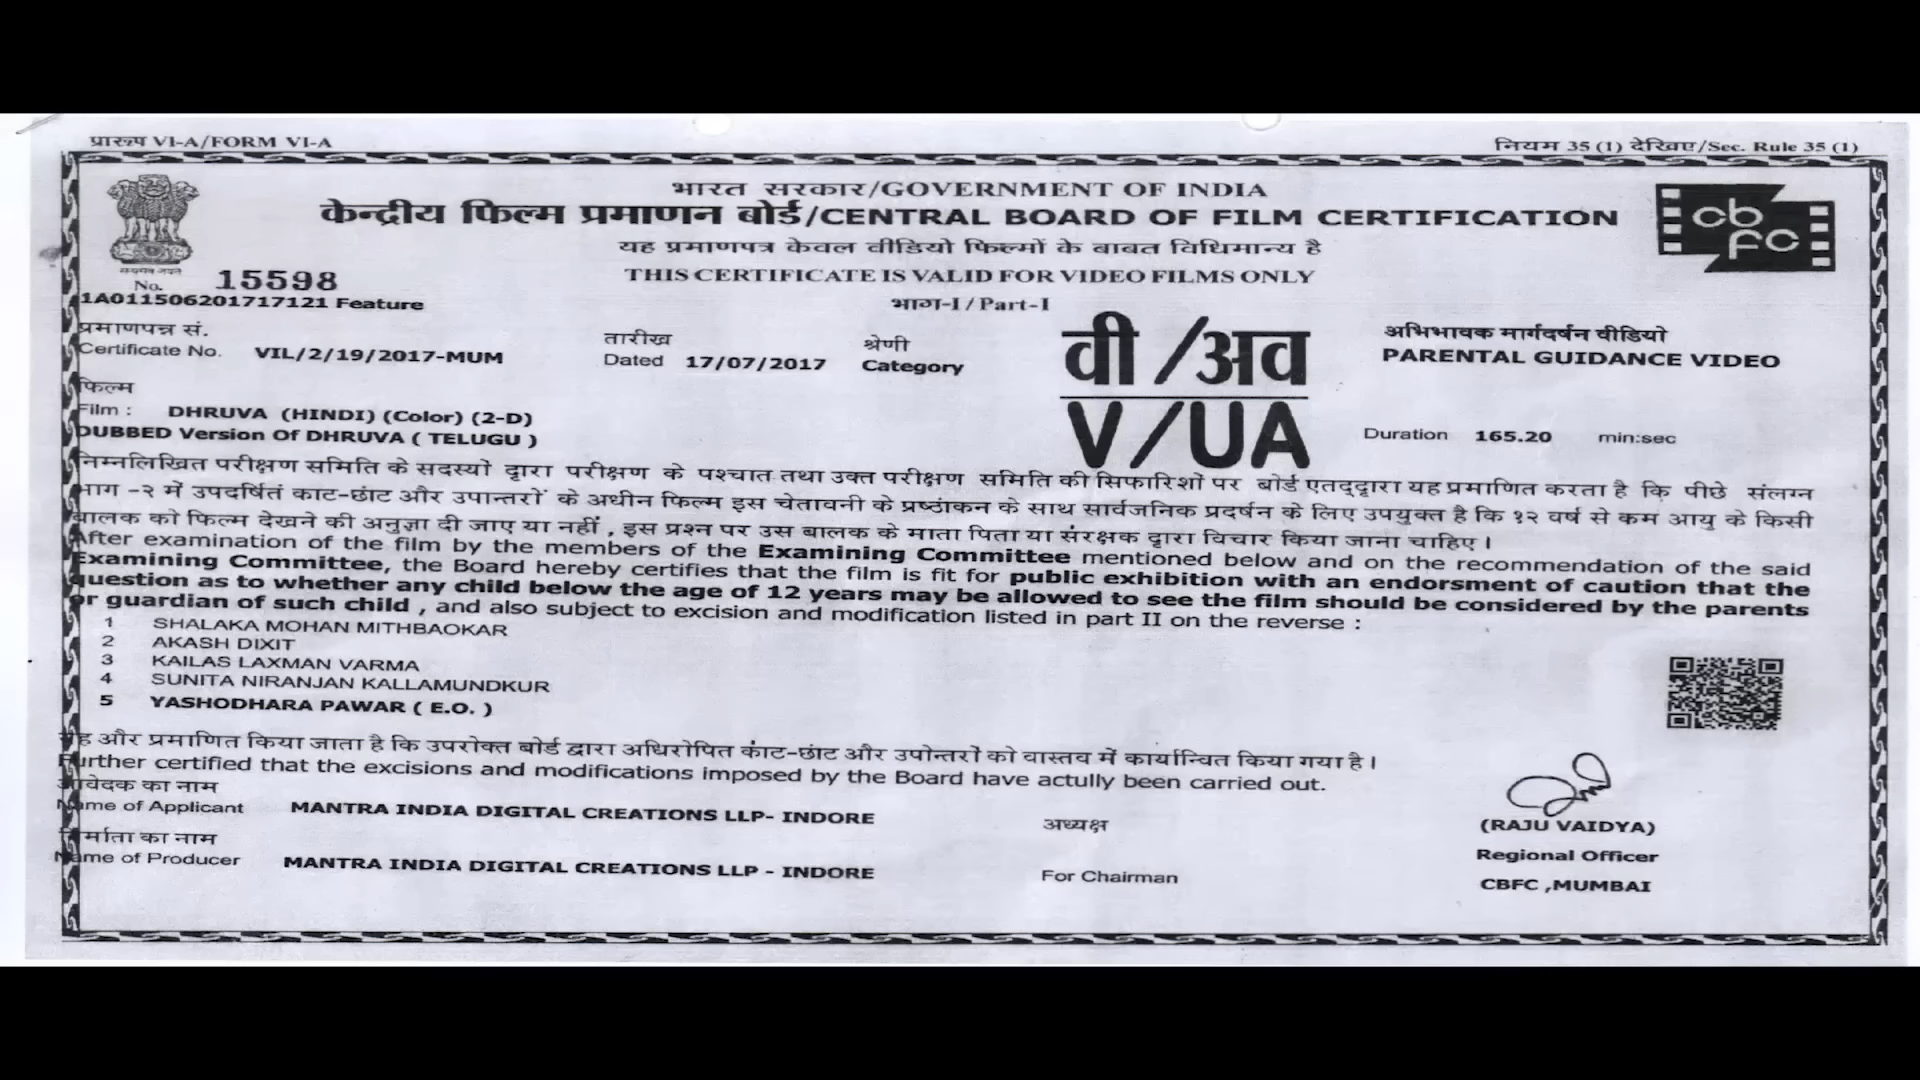 प्रारूप VI-A/FORM VI-A
नियम 35 (1) देखिए/Sec. Rule 35 (1)
भारत सरकार/GOVERNMENT OF INDIA
केन्द्रीय फिल्म प्रमाणन बोर्ड/CENTRAL BOARD OF FILM CERTIFICATION
cbfc
यह प्रमाणपत्र केवल वीडियो फिल्मों के बाबत विधिमान्य है
सत्यमेव जयते
No. 15598
THIS CERTIFICATE IS VALID FOR VIDEO FILMS ONLY
1A011506201717121 Feature
भाग-I / Part-I
प्रमाणपत्र सं.
Certificate No. VIL/2/19/2017-MUM
तारीख
Dated 17/07/2017
श्रेणी
Category
वी/अव
V/UA
अभिभावक मार्गदर्षन वीडियो
PARENTAL GUIDANCE VIDEO
फिल्म
Film : DHRUVA (HINDI) (Color) (2-D)
DUBBED Version Of DHRUVA ( TELUGU )
Duration 165.20 min:sec
निम्नलिखित परीक्षण समिति के सदस्यों द्वारा परीक्षण के पश्चात तथा उक्त परीक्षण समिति की सिफारिशों पर बोर्ड एतद्द्वारा यह प्रमाणित करता है कि पीछे संलग्न
भाग -२ में उपदर्षित काट-छांट और उपान्तरों के अधीन फिल्म इस चेतावनी के प्रष्ठांकन के साथ सार्वजनिक प्रदर्षन के लिए उपयुक्त है कि १२ वर्ष से कम आयु के किसी
बालक को फिल्म देखने की अनुज्ञा दी जाए या नहीं , इस प्रश्न पर उस बालक के माता पिता या संरक्षक द्वारा विचार किया जाना चाहिए ।
After examination of the film by the members of the Examining Committee mentioned below and on the recommendation of the said
Examining Committee, the Board hereby certifies that the film is fit for public exhibition with an endorsment of caution that the
question as to whether any child below the age of 12 years may be allowed to see the film should be considered by the parents
or guardian of such child , and also subject to excision and modification listed in part II on the reverse :
1 SHALAKA MOHAN MITHBAOKAR
2 AKASH DIXIT
3 KAILAS LAXMAN VARMA
4 SUNITA NIRANJAN KALLAMUNDKUR
5 YASHODHARA PAWAR ( E.O. )
यह और प्रमाणित किया जाता है कि उपरोक्त बोर्ड द्वारा अधिरोपित कांट-छांट और उपोन्तरों को वास्तव में कार्यान्वित किया गया है ।
Further certified that the excisions and modifications imposed by the Board have actully been carried out.
आवेदक का नाम
Name of Applicant MANTRA INDIA DIGITAL CREATIONS LLP- INDORE
निर्माता का नाम
Name of Producer MANTRA INDIA DIGITAL CREATIONS LLP - INDORE
अध्यक्ष
For Chairman
(RAJU VAIDYA)
Regional Officer
CBFC ,MUMBAI